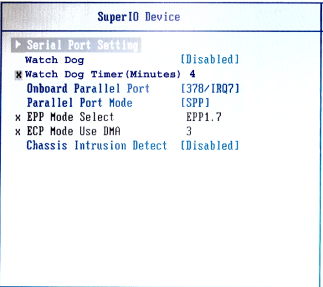 SuperIO Device
▶ Serial Port Setting
Watch Dog [Disabled]
x Watch Dog Timer(Minutes) 4
Onboard Parallel Port [378/IRQ7]
Parallel Port Mode [SPP]
x EPP Mode Select EPP1.7
x ECP Mode Use DMA 3
Chassis Intrusion Detect [Disabled]